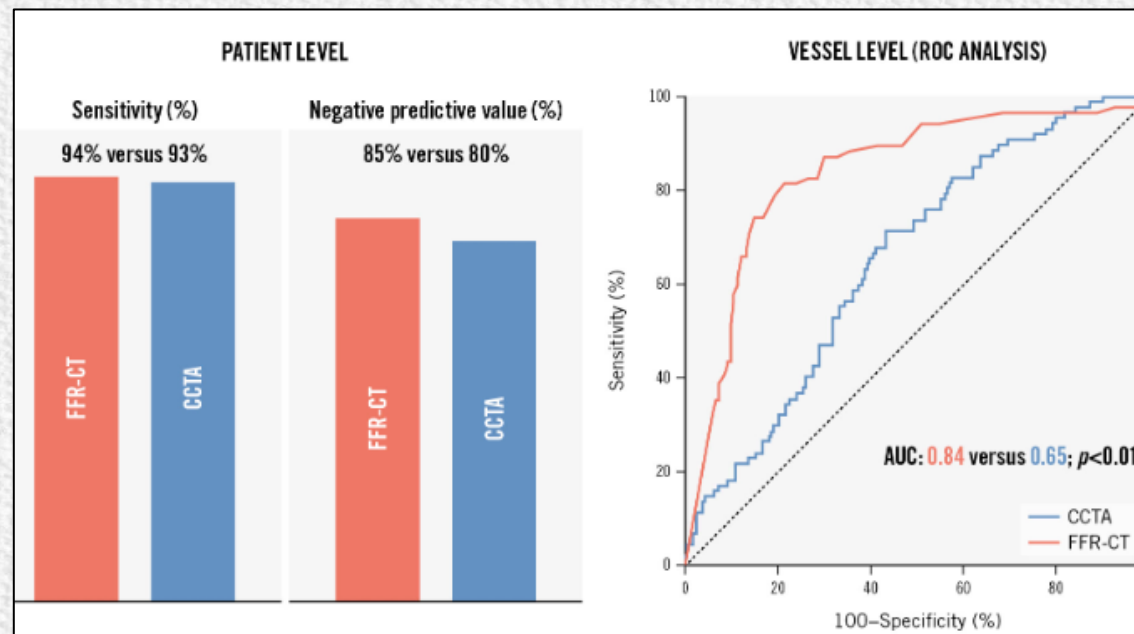 PATIENT LEVEL
Sensitivity (%)
94% versus 93%
FFR-CT
CCTA
Negative predictive value (%)
85% versus 80%
FFR-CT
CCTA
VESSEL LEVEL (ROC ANALYSIS)
Sensitivity (%)
100
80
60
40
20
0
AUC: 0.84 versus 0.65; p<0.01
CCTA
FFR-CT
0
20
40
60
80
100–Specificity (%)